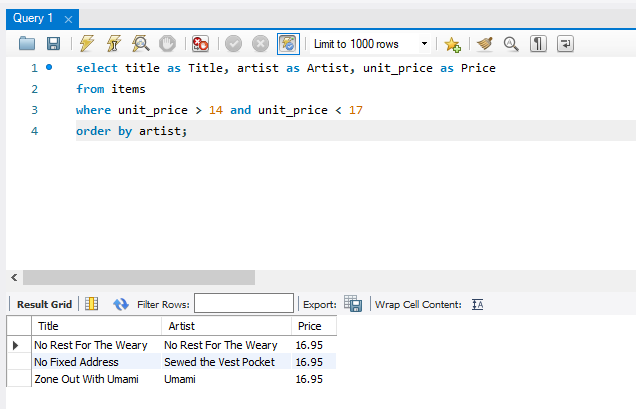 Query 1 ×
Limit to 1000 rows
1 select title as Title, artist as Artist, unit_price as Price
2 from items
3 where unit_price > 14 and unit_price < 17
4 order by artist;
Result Grid Filter Rows: Export: Wrap Cell Content: IA
Title Artist Price
No Rest For The Weary No Rest For The Weary 16.95
No Fixed Address Sewed the Vest Pocket 16.95
Zone Out With Umami Umami 16.95